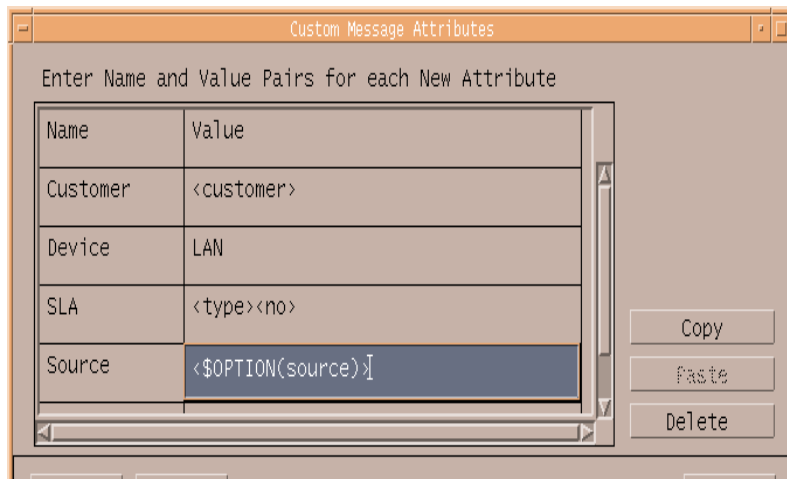 Custom Message Attributes
Enter Name and Value Pairs for each New Attribute
Name Value
Customer <customer>
Device LAN
SLA <type><no>
Source <$OPTION(source)>
Copy
Paste
Delete